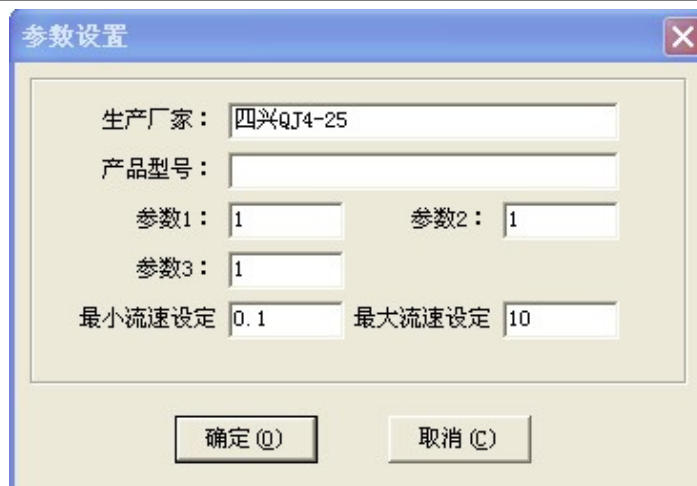 参数设置
生产厂家： 四兴QJ4-25
产品型号：
参数1： 1 参数2： 1
参数3： 1
最小流速设定 0.1 最大流速设定 10
确定(O) 取消(C)